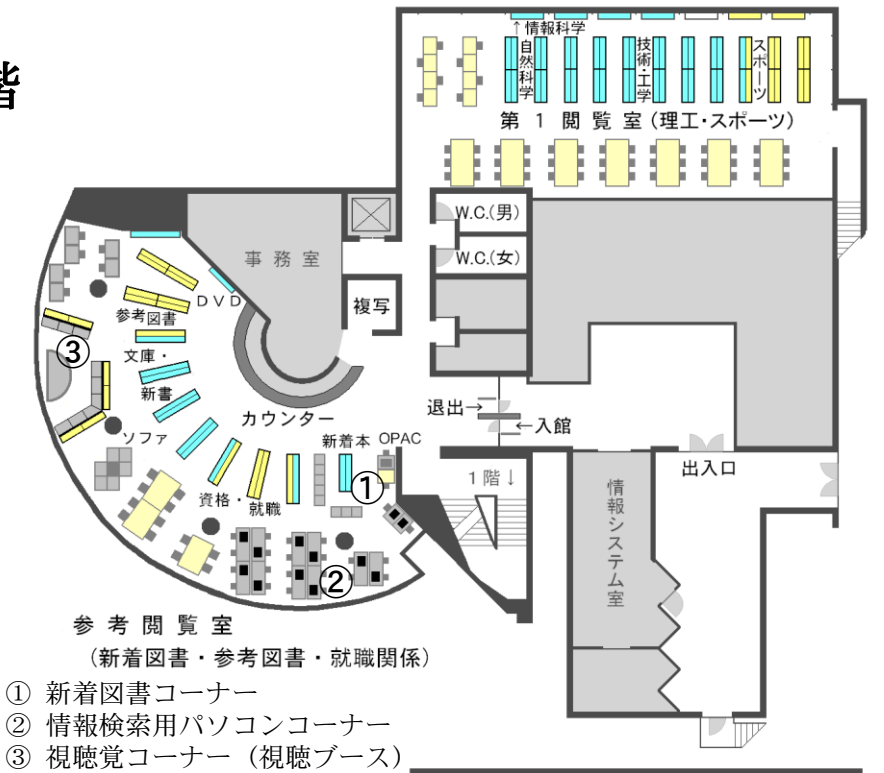 階
↑情報科学
自然科学
技術・工学
スポーツ
第1閲覧室(理工・スポーツ)
W.C.(男)
W.C.(女)
事務室
複写
DVD
参考図書
文庫・
新書
③
カウンター
退出→
←入館
ソファ
新着本
OPAC
①
1階↓
出入口
資格・就職
情報システム室
②
参考閲覧室
(新着図書・参考図書・就職関係)
① 新着図書コーナー
② 情報検索用パソコンコーナー
③ 視聴覚コーナー(視聴ブース)